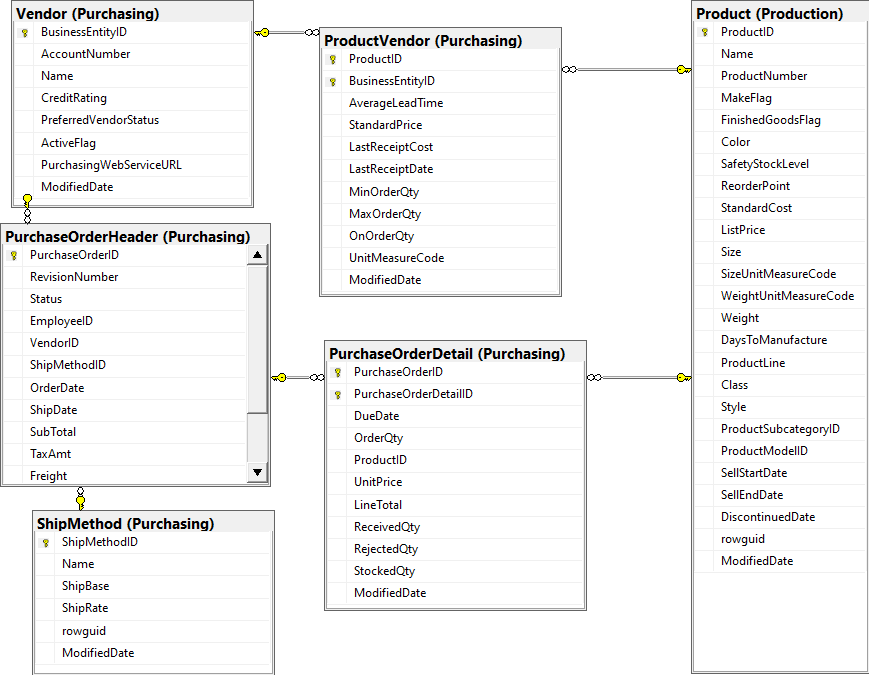 Vendor (Purchasing)
BusinessEntityID
AccountNumber
Name
CreditRating
PreferredVendorStatus
ActiveFlag
PurchasingWebServiceURL
ModifiedDate
ProductVendor (Purchasing)
ProductID
BusinessEntityID
AverageLeadTime
StandardPrice
LastReceiptCost
LastReceiptDate
MinOrderQty
MaxOrderQty
OnOrderQty
UnitMeasureCode
ModifiedDate
Product (Production)
ProductID
Name
ProductNumber
MakeFlag
FinishedGoodsFlag
Color
SafetyStockLevel
ReorderPoint
StandardCost
ListPrice
Size
SizeUnitMeasureCode
WeightUnitMeasureCode
Weight
DaysToManufacture
ProductLine
Class
Style
ProductSubcategoryID
ProductModelID
SellStartDate
SellEndDate
DiscontinuedDate
rowguid
ModifiedDate
PurchaseOrderHeader (Purchasing)
PurchaseOrderID
RevisionNumber
Status
EmployeeID
VendorID
ShipMethodID
OrderDate
ShipDate
SubTotal
TaxAmt
Freight
PurchaseOrderDetail (Purchasing)
PurchaseOrderID
PurchaseOrderDetailID
DueDate
OrderQty
ProductID
UnitPrice
LineTotal
ReceivedQty
RejectedQty
StockedQty
ModifiedDate
ShipMethod (Purchasing)
ShipMethodID
Name
ShipBase
ShipRate
rowguid
ModifiedDate